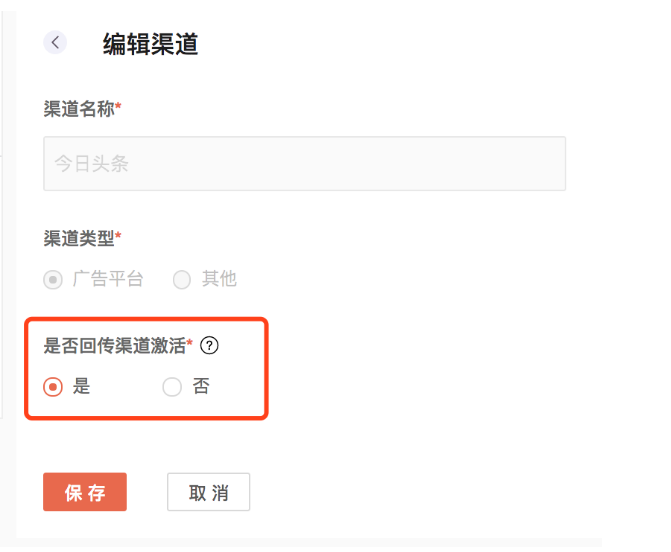 编辑渠道
渠道名称*
今日头条
渠道类型*
广告平台 其他
是否回传渠道激活* ?
是 否
保存 取消